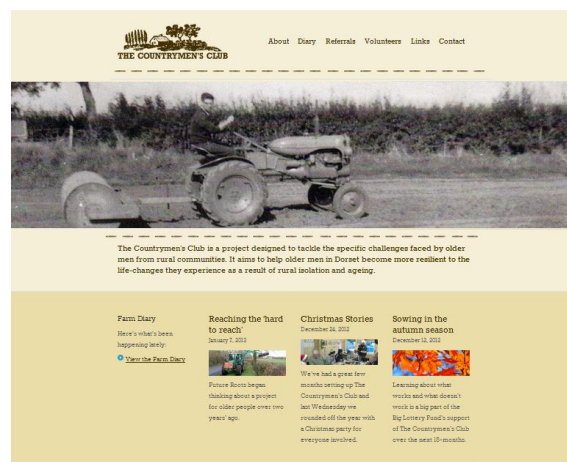 THE COUNTRYMEN'S CLUB
About Diary Referrals Volunteers Links Contact
The Countrymen's Club is a project designed to tackle the specific challenges faced by older
men from rural communities. It aims to help older men in Dorset become more resilient to the
life-changes they experience as a result of rural isolation and ageing.
Farm Diary
Here's what's been
happening lately:
View the Farm Diary
Reaching the 'hard
to reach'
January 7, 2013
Future Roots began
thinking about a project
for older people over two
years' ago.
Christmas Stories
December 24, 2012
We've had a great few
months setting up The
Countrymen's Club and
last Wednesday we
rounded off the year with
a Christmas party for
everyone involved.
Sowing in the
autumn season
December 12, 2012
Learning about what
works and what doesn't
work is a big part of the
Big Lottery Fund's support
of The Countrymen's Club
over the next 18-months.